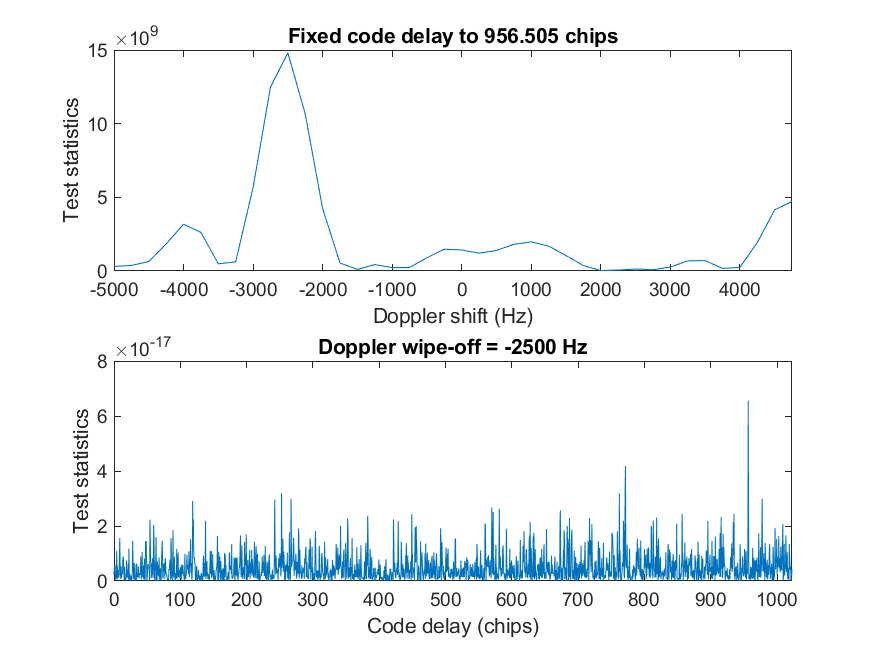 Fixed code delay to 956.505 chips
×10⁹
15
10
5
0
Test statistics
-5000 -4000 -3000 -2000 -1000 0 1000 2000 3000 4000
Doppler shift (Hz)
Doppler wipe-off = -2500 Hz
×10⁻¹⁷
8
6
4
2
0
Test statistics
0 100 200 300 400 500 600 700 800 900 1000
Code delay (chips)